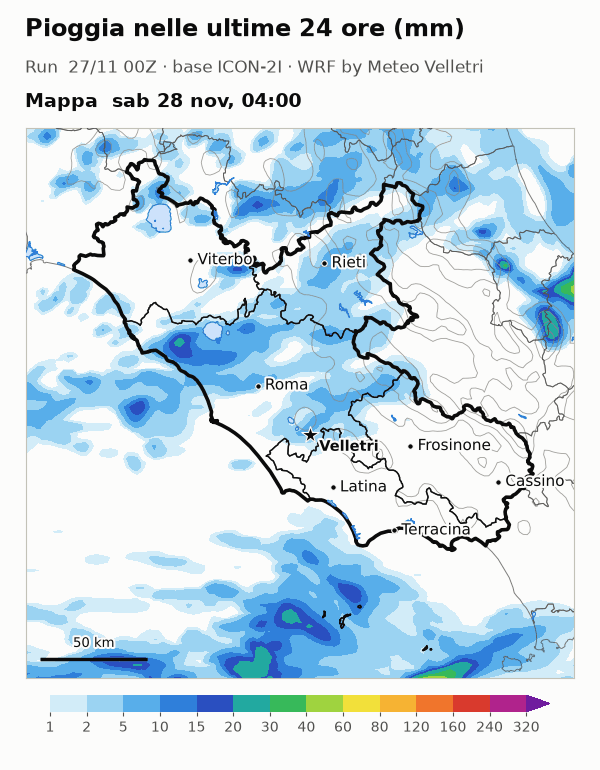 Pioggia nelle ultime 24 ore (mm)
Run  27/11 00Z · base ICON-2I · WRF by Meteo Velletri
Mappa  sab 28 nov, 04:00
Viterbo
Rieti
Roma
Velletri
Frosinone
Cassino
Latina
Terracina
50 km
1 2 5 10 15 20 30 40 60 80 120 160 240 320